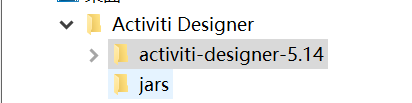 Activiti Designer
activiti-designer-5.14
jars